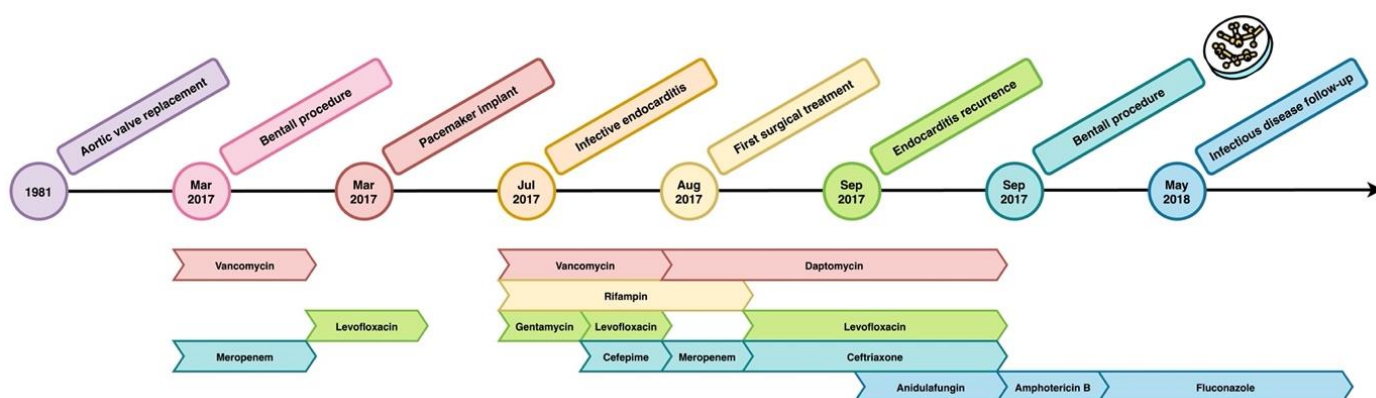 Aortic valve replacement
Bentall procedure
Pacemaker implant
Infective endocarditis
First surgical treatment
Endocarditis recurrence
Bentall procedure
Infectious disease follow-up
1981
Mar
2017
Mar
2017
Jul
2017
Aug
2017
Sep
2017
Sep
2017
May
2018
Vancomycin
Vancomycin
Daptomycin
Rifampin
Levofloxacin
Gentamycin
Levofloxacin
Levofloxacin
Meropenem
Cefepime
Meropenem
Ceftriaxone
Anidulafungin
Amphotericin B
Fluconazole